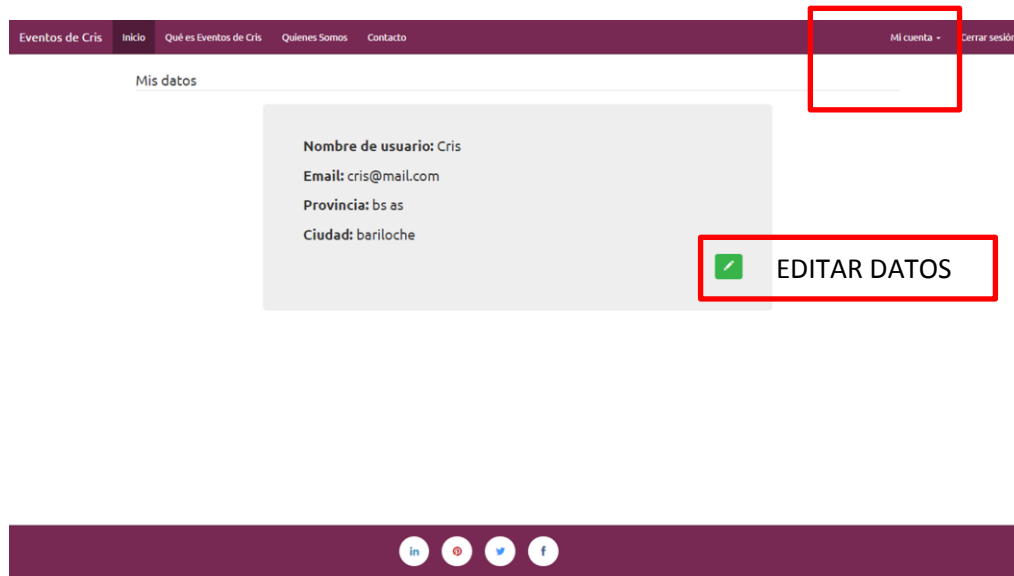 Eventos de Cris Inicio Qué es Eventos de Cris Quienes Somos Contacto Mi cuenta Cerrar sesión
Mis datos
Nombre de usuario: Cris
Email: cris@mail.com
Provincia: bs as
Ciudad: bariloche
EDITAR DATOS
in